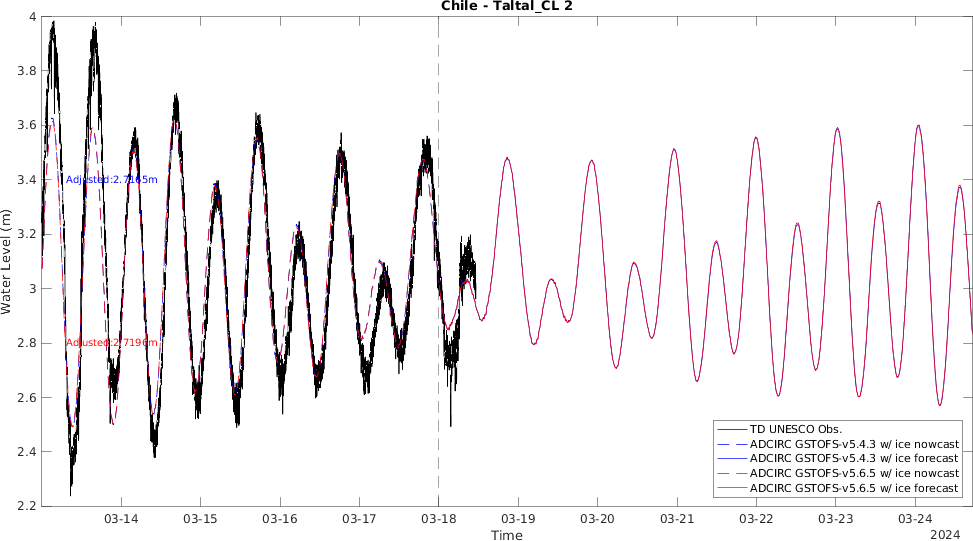 Chile - Taltal_CL 2
4
3.8
3.6
3.4
3.2
3
2.8
2.6
2.4
2.2
Water Level (m)
Adjusted:2.7165m
Adjusted:2.7196m
TD UNESCO Obs.
ADCIRC GSTOFS-v5.4.3 w/ ice nowcast
ADCIRC GSTOFS-v5.4.3 w/ ice forecast
ADCIRC GSTOFS-v5.6.5 w/ ice nowcast
ADCIRC GSTOFS-v5.6.5 w/ ice forecast
03-14 03-15 03-16 03-17 03-18 03-19 03-20 03-21 03-22 03-23 03-24
Time
2024